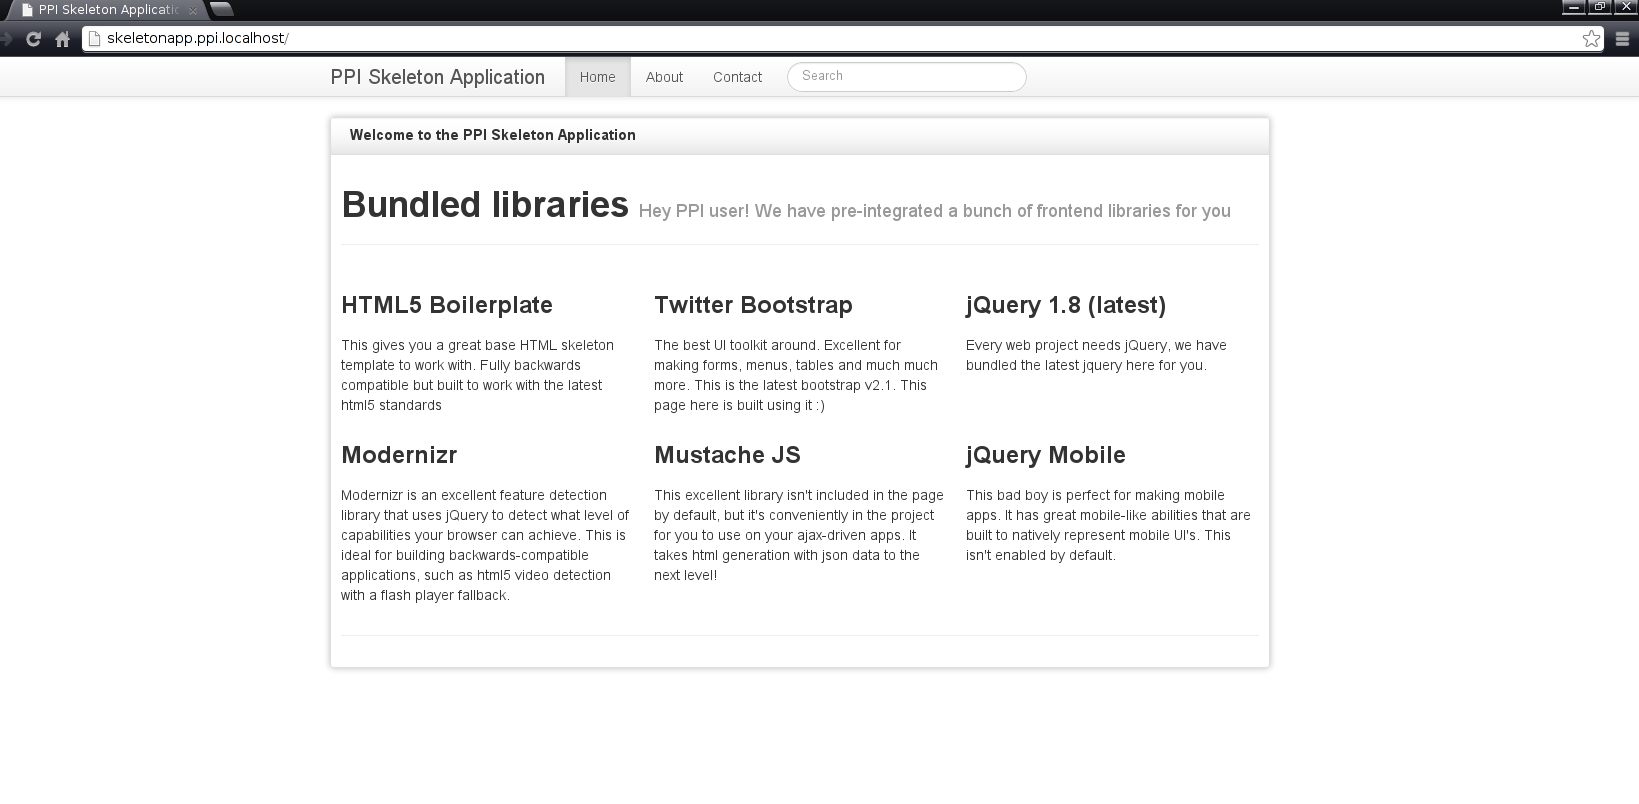 PPI Skeleton Applicatio
skeletonapp.ppi.localhost/
PPI Skeleton Application Home About Contact Search
Welcome to the PPI Skeleton Application
Bundled libraries Hey PPI user! We have pre-integrated a bunch of frontend libraries for you
HTML5 Boilerplate
This gives you a great base HTML skeleton
template to work with. Fully backwards
compatible but built to work with the latest
html5 standards
Twitter Bootstrap
The best UI toolkit around. Excellent for
making forms, menus, tables and much much
more. This is the latest bootstrap v2.1. This
page here is built using it :)
jQuery 1.8 (latest)
Every web project needs jQuery, we have
bundled the latest jquery here for you.
Modernizr
Modernizr is an excellent feature detection
library that uses jQuery to detect what level of
capabilities your browser can achieve. This is
ideal for building backwards-compatible
applications, such as html5 video detection
with a flash player fallback.
Mustache JS
This excellent library isn't included in the page
by default, but it's conveniently in the project
for you to use on your ajax-driven apps. It
takes html generation with json data to the
next level!
jQuery Mobile
This bad boy is perfect for making mobile
apps. It has great mobile-like abilities that are
built to natively represent mobile UI's. This
isn't enabled by default.